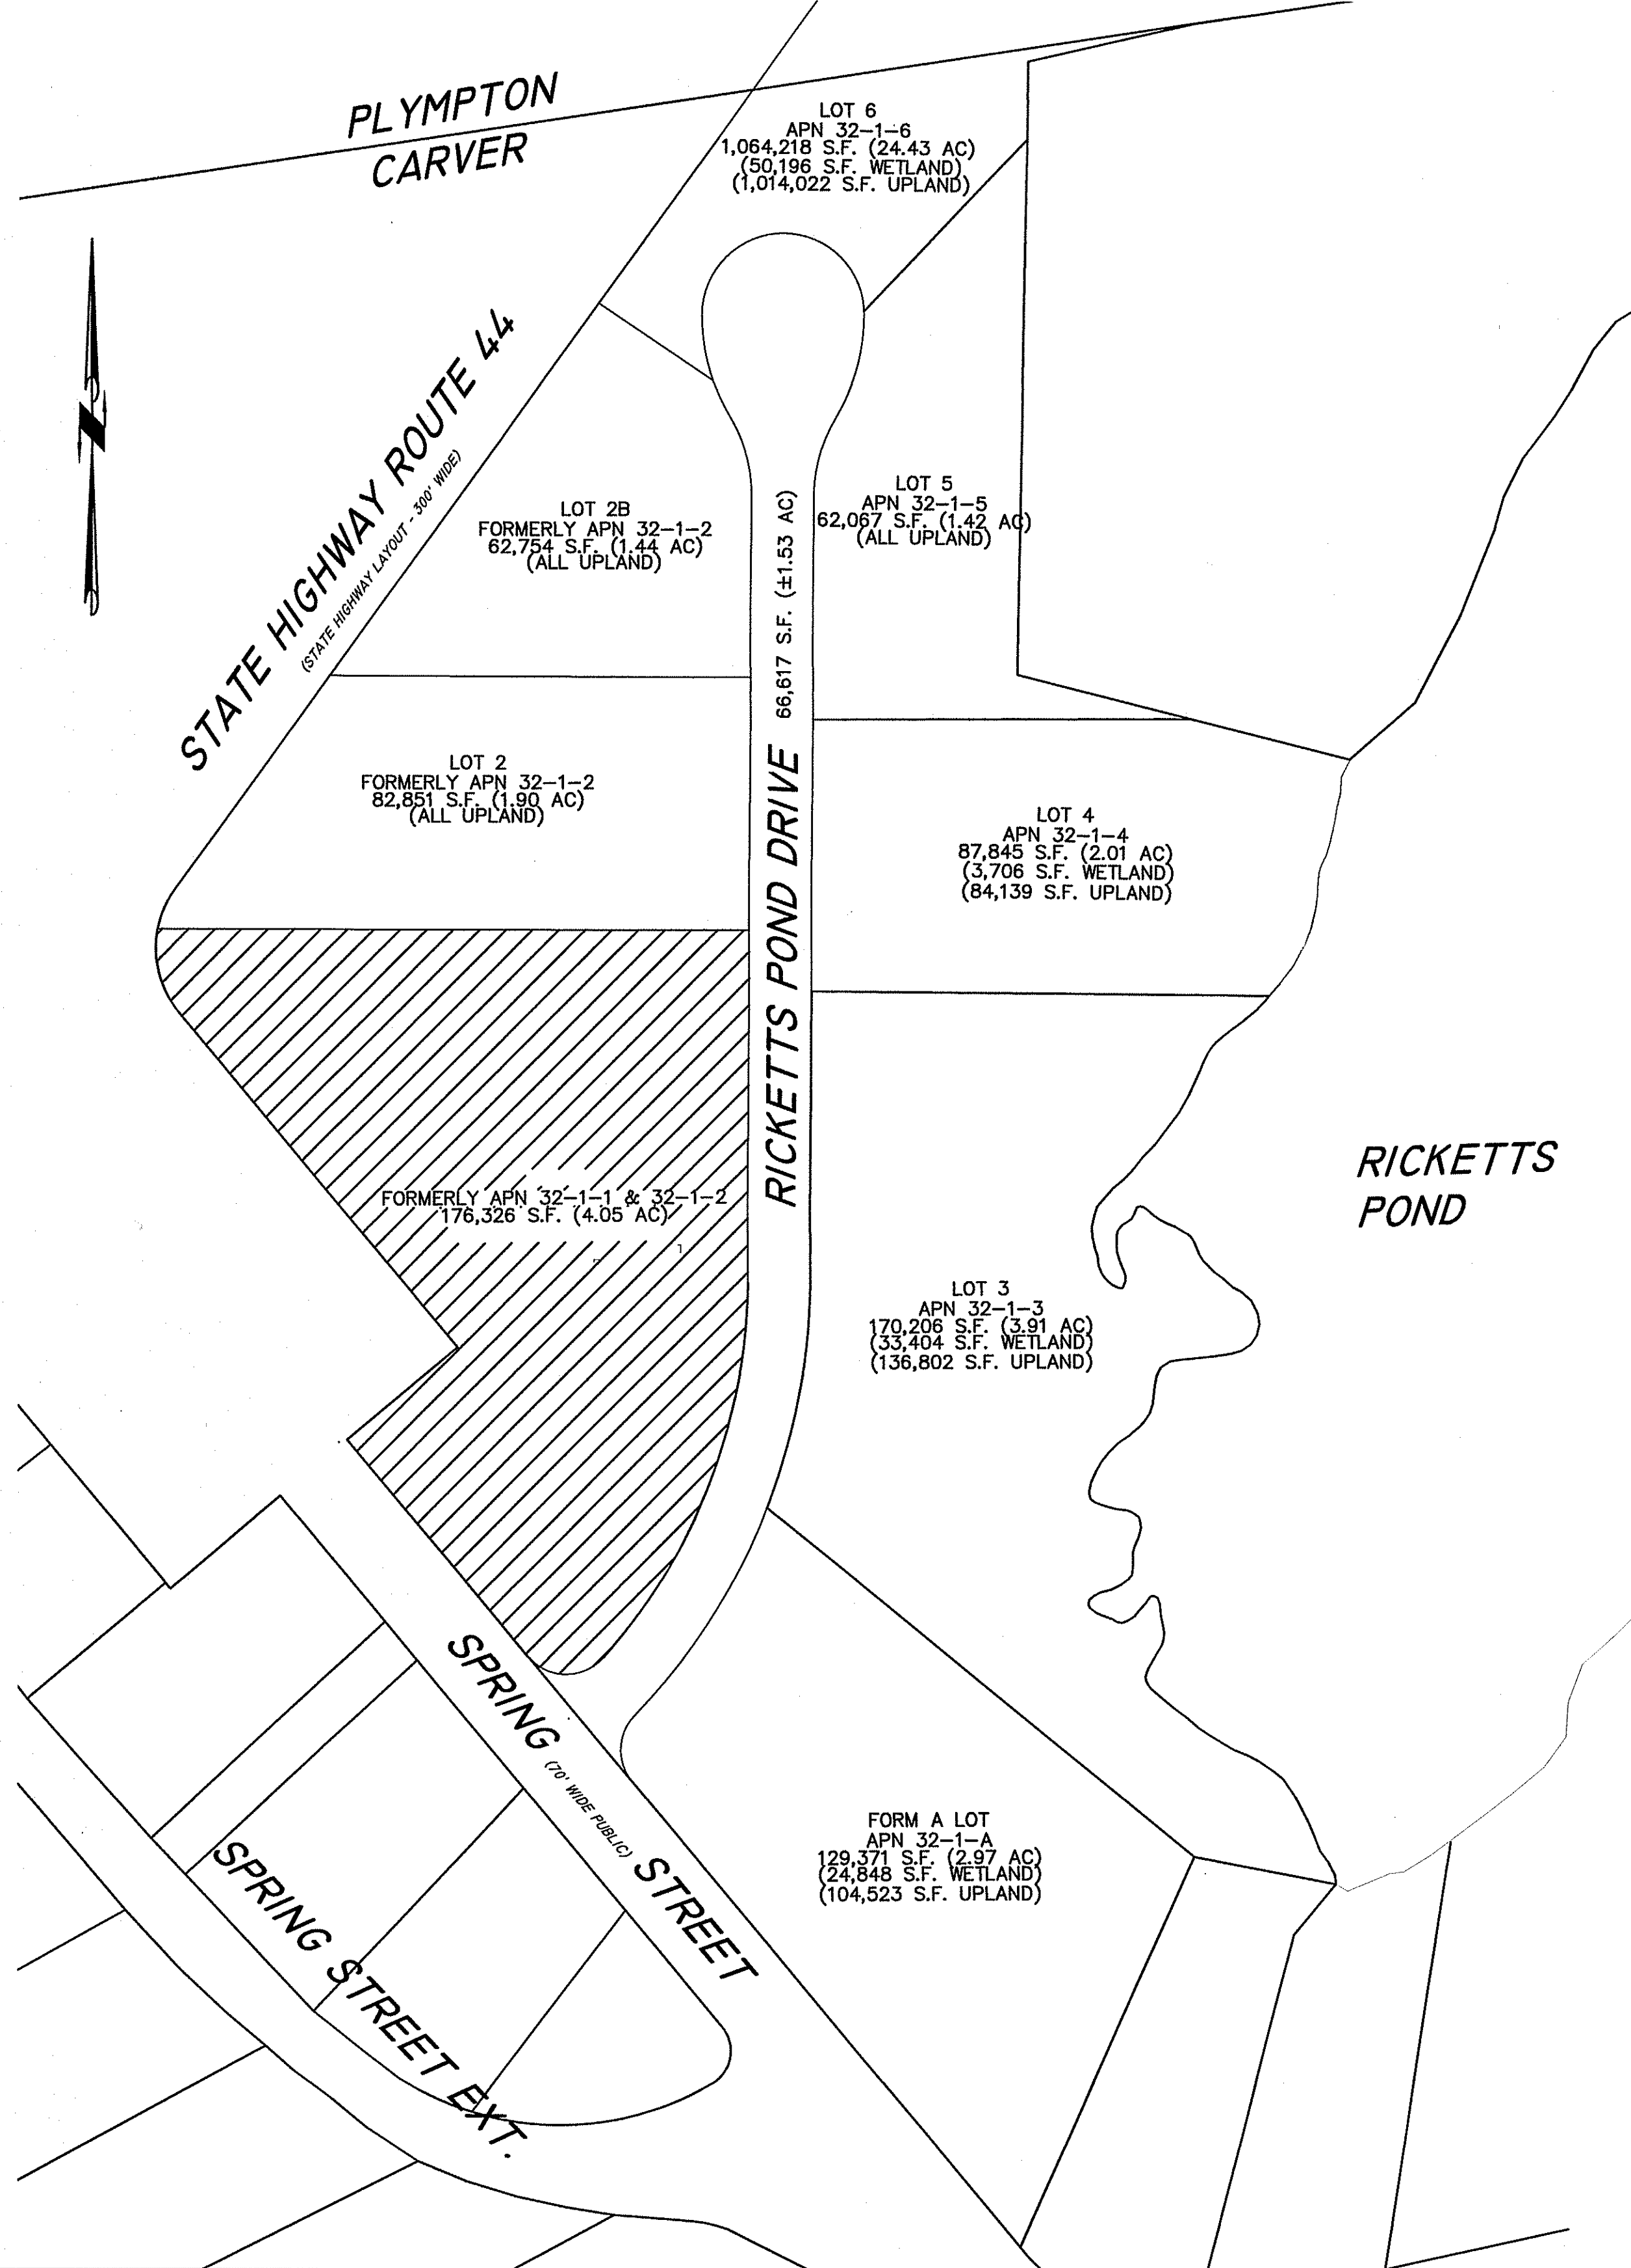 PLYMPTON
CARVER
LOT 6
APN 32-1-6
1,064,218 S.F. (24.43 AC)
(50,196 S.F. WETLAND)
(1,014,022 S.F. UPLAND)
N
STATE HIGHWAY ROUTE 44
(STATE HIGHWAY LAYOUT - 300' WIDE)
LOT 2B
FORMERLY APN 32-1-2
62,754 S.F. (1.44 AC)
(ALL UPLAND)
LOT 5
APN 32-1-5
62,067 S.F. (1.42 AC)
(ALL UPLAND)
RICKETTS POND DRIVE 66,617 S.F. (±1.53 AC)
LOT 2
FORMERLY APN 32-1-2
82,851 S.F. (1.90 AC)
(ALL UPLAND)
LOT 4
APN 32-1-4
87,845 S.F. (2.01 AC)
(3,706 S.F. WETLAND)
(84,139 S.F. UPLAND)
FORMERLY APN 32-1-1 & 32-1-2
176,326 S.F. (4.05 AC)
RICKETTS
POND
LOT 3
APN 32-1-3
170,206 S.F. (3.91 AC)
(33,404 S.F. WETLAND)
(136,802 S.F. UPLAND)
SPRING (70' WIDE PUBLIC) STREET
FORM A LOT
APN 32-1-A
129,371 S.F. (2.97 AC)
(24,848 S.F. WETLAND)
(104,523 S.F. UPLAND)
SPRING STREET EXT.